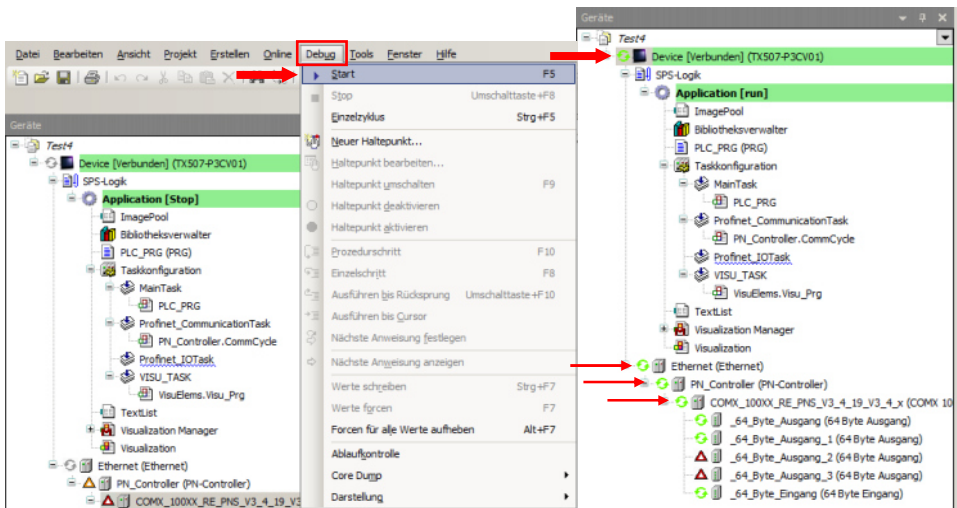 Datei Bearbeiten Ansicht Projekt Erstellen Online Debug Tools Fenster Hilfe
Geräte
Test4
Device [Verbunden] (TX507-P3CV01)
SPS-Logik
Application [Stop]
ImagePool
Bibliotheksverwalter
PLC_PRG (PRG)
Taskkonfiguration
MainTask
PLC_PRG
Profinet_CommunicationTask
PN_Controller.CommCycle
Profinet_IOTask
VISU_TASK
VisuElems.Visu_Prg
TextList
Visualization Manager
Visualization
Ethernet (Ethernet)
PN_Controller (PN-Controller)
COMX_100XX_RE_PNS_V3_4_19_V3
Start F5
Stop Umschalttaste+F8
Einzelzyklus Strg+F5
Neuer Haltepunkt...
Haltepunkt bearbeiten...
Haltepunkt umschalten F9
Haltepunkt deaktivieren
Haltepunkt aktivieren
Prozedurschritt F10
Einzelschritt F8
Ausführen bis Rücksprung Umschalttaste+F10
Ausführen bis Cursor
Nächste Anweisung festlegen
Nächste Anweisung anzeigen
Werte schreiben Strg+F7
Werte forcen F7
Forcen für alle Werte aufheben Alt+F7
Ablaufkontrolle
Core Dump
Darstellung
Geräte
Test4
Device [Verbunden] (TX507-P3CV01)
SPS-Logik
Application [run]
ImagePool
Bibliotheksverwalter
PLC_PRG (PRG)
Taskkonfiguration
MainTask
PLC_PRG
Profinet_CommunicationTask
PN_Controller.CommCycle
Profinet_IOTask
VISU_TASK
VisuElems.Visu_Prg
TextList
Visualization Manager
Visualization
Ethernet (Ethernet)
PN_Controller (PN-Controller)
COMX_100XX_RE_PNS_V3_4_19_V3_4_x (COMX 10
_64_Byte_Ausgang (64 Byte Ausgang)
_64_Byte_Ausgang_1 (64 Byte Ausgang)
_64_Byte_Ausgang_2 (64 Byte Ausgang)
_64_Byte_Ausgang_3 (64 Byte Ausgang)
_64_Byte_Eingang (64 Byte Eingang)